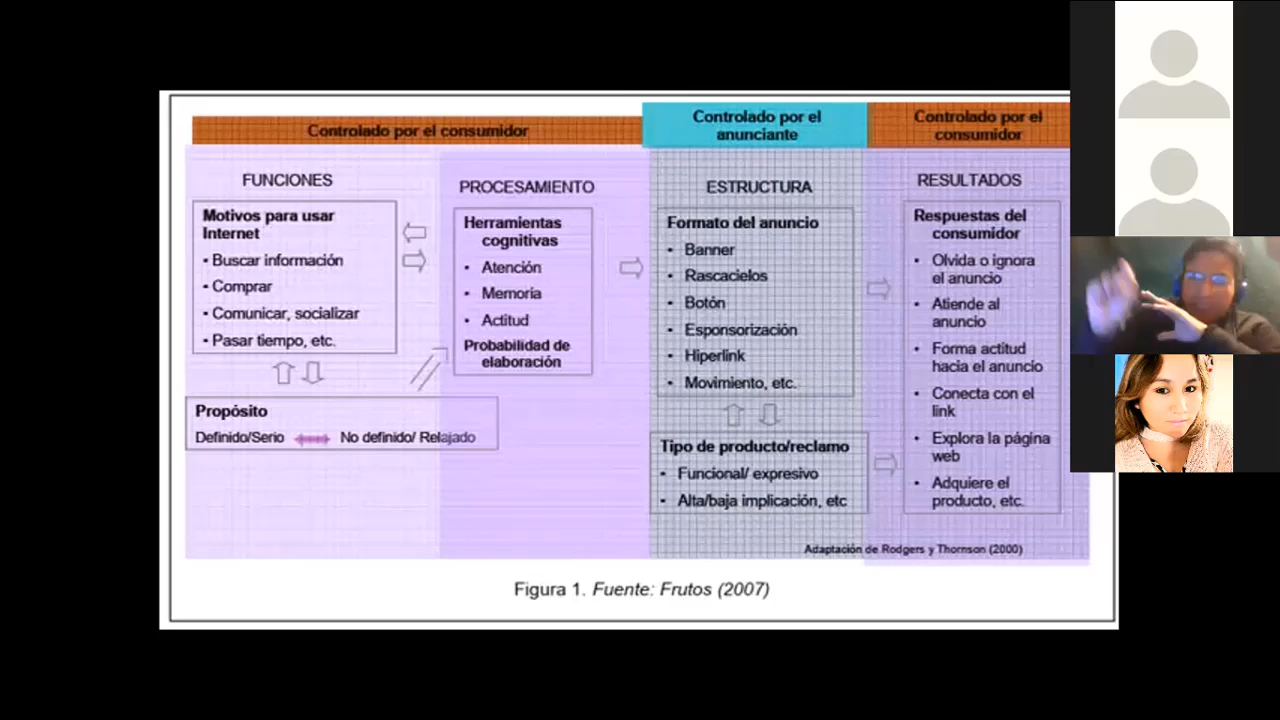 Controlado por el consumidor
Controlado por el
anunciante
Controlado por el
consumidor
FUNCIONES
Motivos para usar
Internet
• Buscar información
• Comprar
• Comunicar, socializar
• Pasar tiempo, etc.
Propósito
Definido/Serio No definido/ Relajado
PROCESAMIENTO
Herramientas
cognitivas
• Atención
• Memoria
• Actitud
Probabilidad de
elaboración
ESTRUCTURA
Formato del anuncio
• Banner
• Rascacielos
• Botón
• Esponsorización
• Hiperlink
• Movimiento, etc.
Tipo de producto/reclamo
• Funcional/ expresivo
• Alta/baja implicación, etc
RESULTADOS
Respuestas del
consumidor
• Olvida o ignora
el anuncio
• Atiende al
anuncio
• Forma actitud
hacia el anuncio
• Conecta con el
link
• Explora la página
web
• Adquiere el
producto, etc.
Adaptación de Rodgers y Thornson (2000)
Figura 1. Fuente: Frutos (2007)